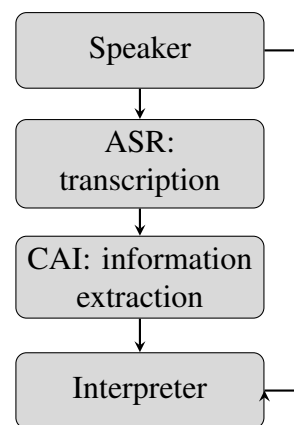 Speaker
ASR:
transcription
CAI: information
extraction
Interpreter